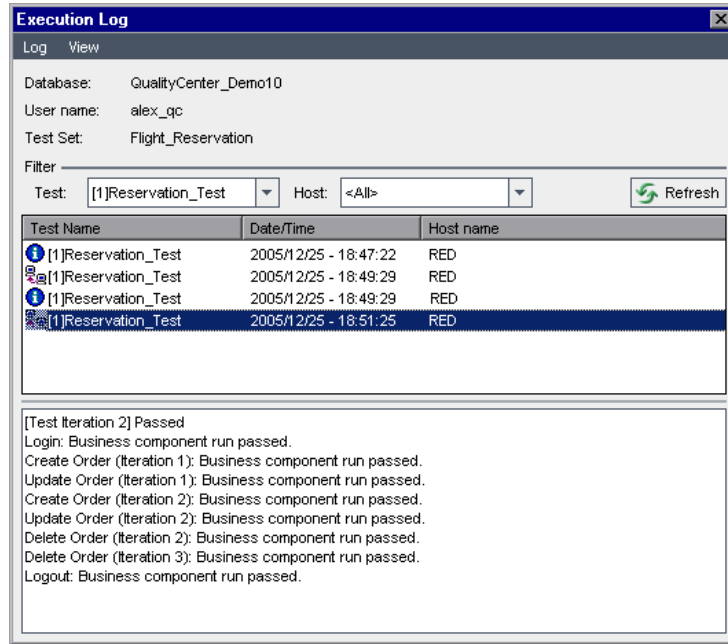 Execution Log
Log View
Database: QualityCenter_Demo10
User name: alex_qc
Test Set: Flight_Reservation
Filter
Test: [1]Reservation_Test Host: <All> Refresh
Test Name Date/Time Host name
[1]Reservation_Test 2005/12/25 - 18:47:22 RED
[1]Reservation_Test 2005/12/25 - 18:49:29 RED
[1]Reservation_Test 2005/12/25 - 18:49:29 RED
[1]Reservation_Test 2005/12/25 - 18:51:25 RED
[Test Iteration 2] Passed
Login: Business component run passed.
Create Order (Iteration 1): Business component run passed.
Update Order (Iteration 1): Business component run passed.
Create Order (Iteration 2): Business component run passed.
Update Order (Iteration 2): Business component run passed.
Delete Order (Iteration 2): Business component run passed.
Delete Order (Iteration 3): Business component run passed.
Logout: Business component run passed.